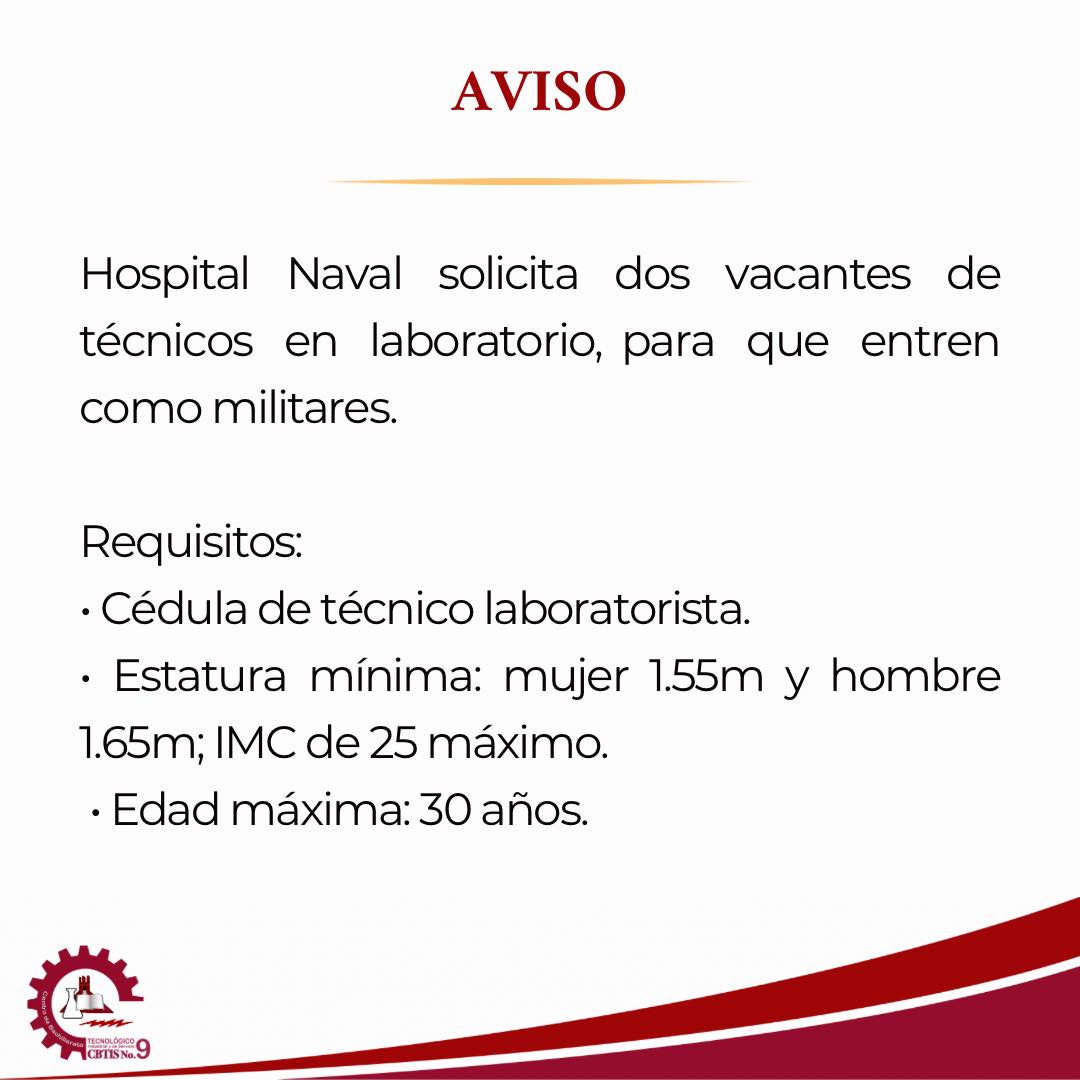 AVISO
Hospital Naval solicita dos vacantes de
técnicos en laboratorio, para que entren
como militares.
Requisitos:
• Cédula de técnico laboratorista.
• Estatura mínima: mujer 1.55m y hombre
1.65m; IMC de 25 máximo.
• Edad máxima: 30 años.
Centro de Bachillerato
TECNOLÓGICO
Industrial y de Servicio
CBTIS No. 9